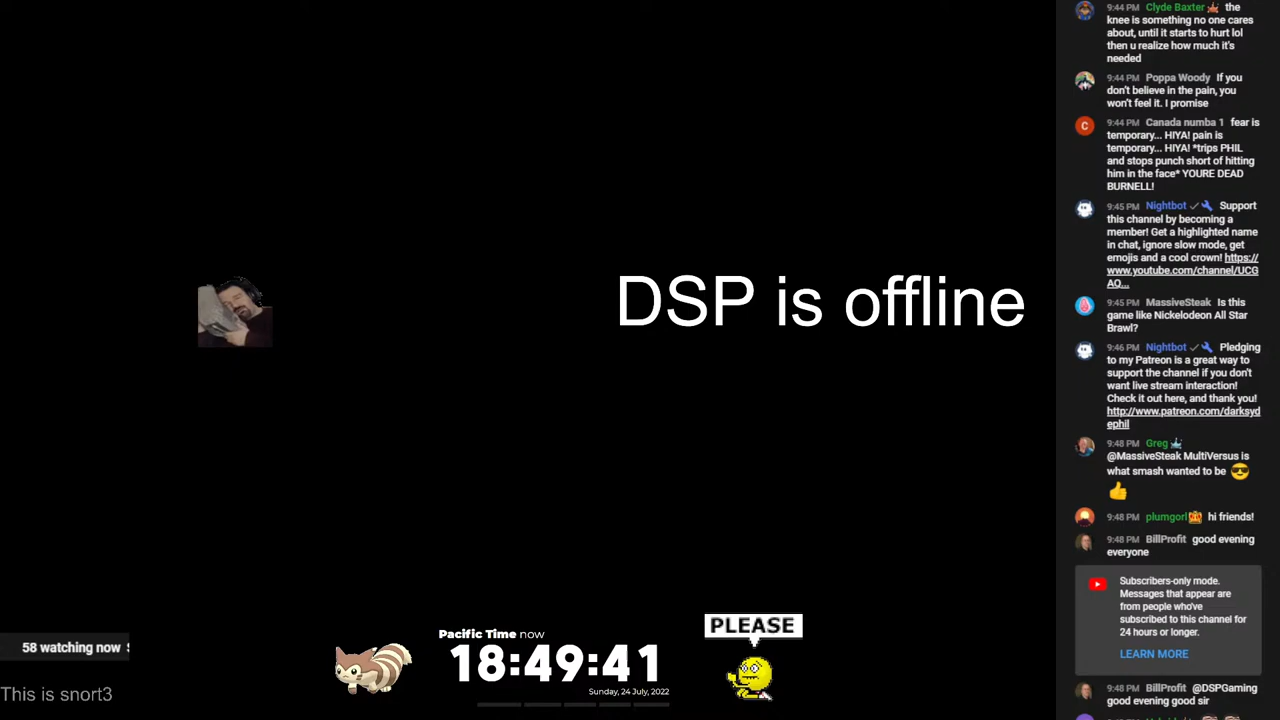 9:44 PM Clyde Baxter the
knee is something no one cares
about, until it starts to hurt lol
then u realize how much it's
needed
9:44 PM Poppa Woody If you
don't believe in the pain, you
won't feel it. I promise
C
9:44 PM Canada numba 1 fear is
temporary... HIYA! pain is
temporary... HIYA! *trips PHIL
and stops punch short of hitting
him in the face* YOURE DEAD
BURNELL!
9:45 PM Nightbot Support
this channel by becoming a
member! Get a highlighted name
in chat, ignore slow mode, get
emojis and a cool crown! https://
www.youtube.com/channel/UCG
AQ...
9:45 PM MassiveSteak Is this
game like Nickelodeon All Star
Brawl?
9:46 PM Nightbot Pledging
to my Patreon is a great way to
support the channel if you don't
want live stream interaction!
Check it out here, and thank you!
http://www.patreon.com/darksyd
ephil
9:48 PM Greg
@MassiveSteak MultiVersus is
what smash wanted to be
9:48 PM plumgorl hi friends!
9:48 PM BillProfit good evening
everyone
Subscribers-only mode.
Messages that appear are
from people who've
subscribed to this channel for
24 hours or longer.
LEARN MORE
9:48 PM BillProfit @DSPGaming
good evening good sir
DSP is offline
PLEASE
Pacific Time now
18:49:41
Sunday, 24 July, 2022
58 watching now
This is snort3